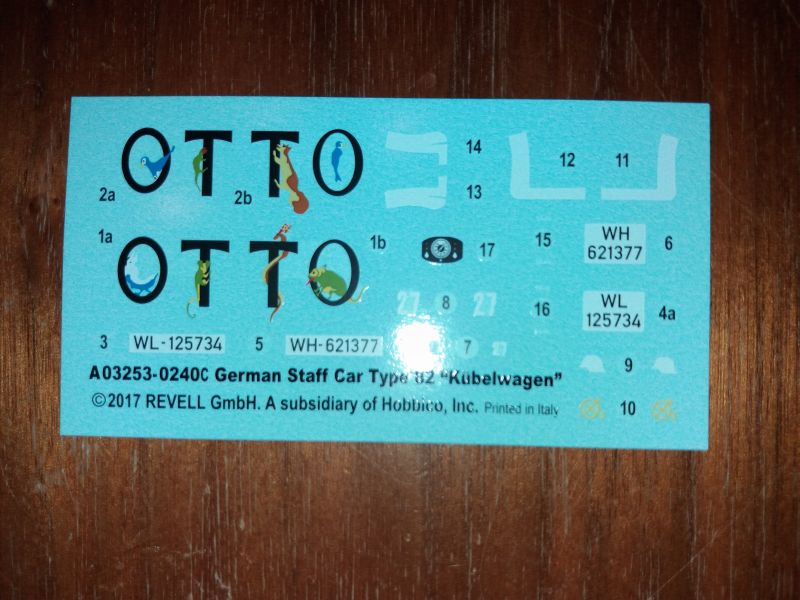 OTTO
14
12
11
2a
2b
13
1a
OTTO
1b
17
15
WH
621377
6
27
8
27
16
WL
125734
4a
3
WL-125734
5
WH-621377
7
27
9
A03253-0240C German Staff Car Type 82 "Kübelwagen"
©2017 REVELL GmbH. A subsidiary of Hobbico, Inc. Printed in Italy
10